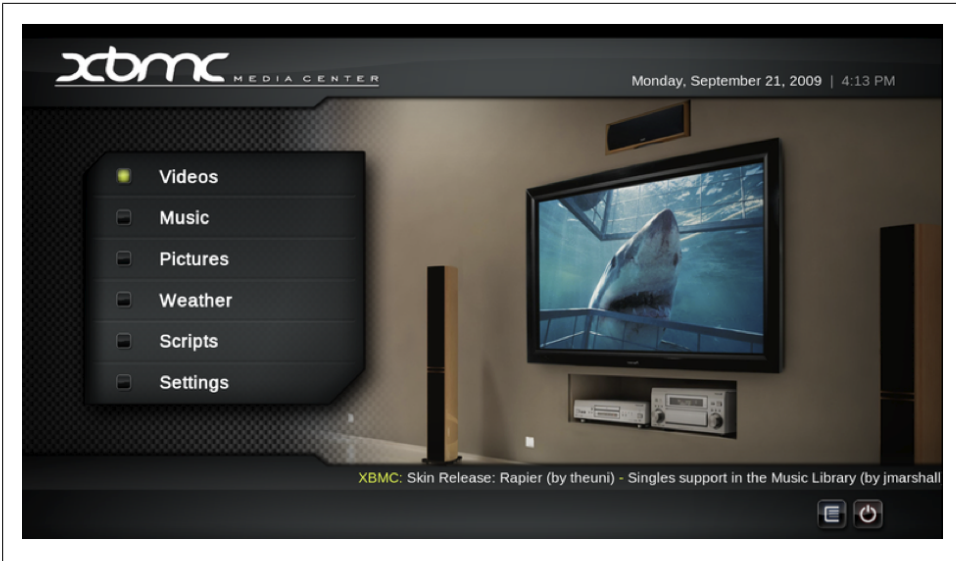 xbmc MEDIA CENTER
Monday, September 21, 2009 | 4:13 PM
Videos
Music
Pictures
Weather
Scripts
Settings
XBMC: Skin Release: Rapier (by theuni) - Singles support in the Music Library (by jmarshall